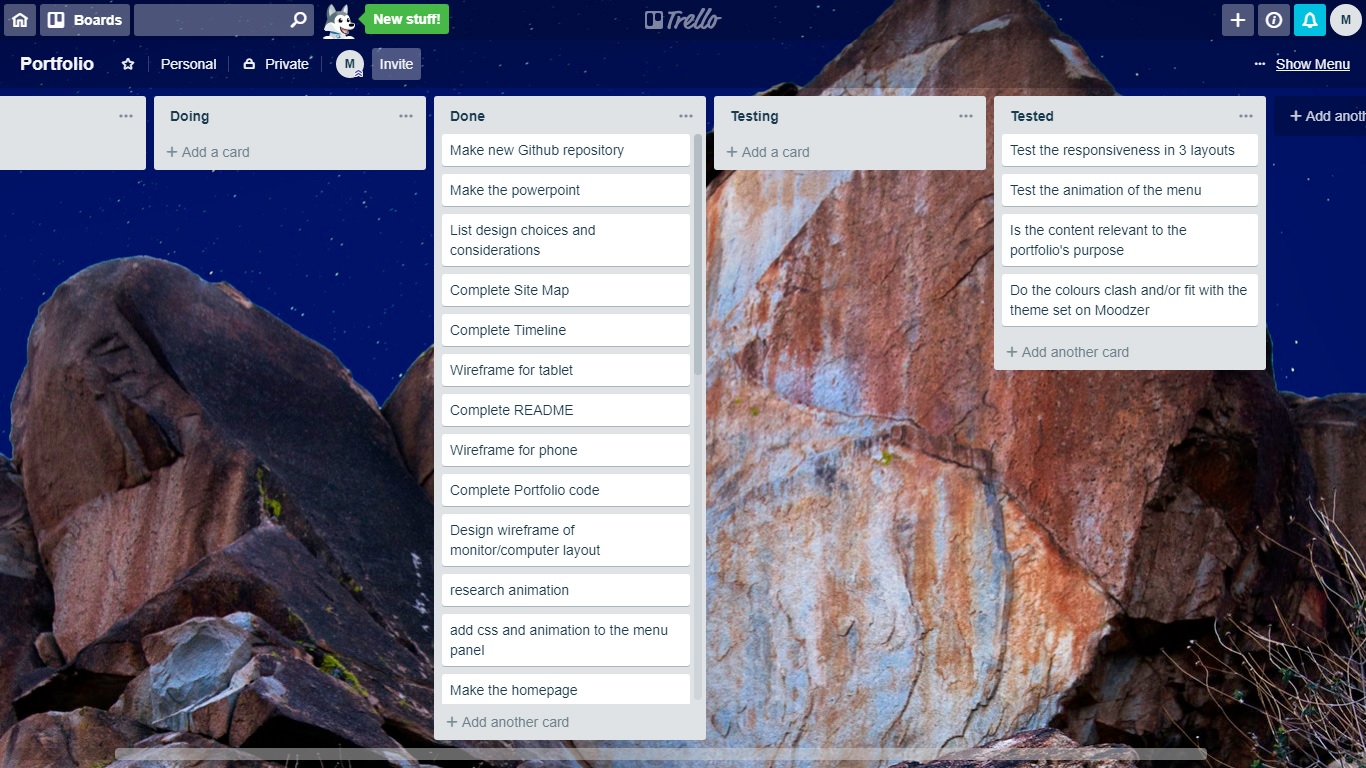 Boards
New stuff!
Trello
M
Portfolio
Personal
Private
M
Invite
Show Menu
Doing
+ Add a card
Done
Make new Github repository
Make the powerpoint
List design choices and
considerations
Complete Site Map
Complete Timeline
Wireframe for tablet
Complete README
Wireframe for phone
Complete Portfolio code
Design wireframe of
monitor/computer layout
research animation
add css and animation to the menu
panel
Make the homepage
+ Add another card
Testing
+ Add a card
Tested
Test the responsiveness in 3 layouts
Test the animation of the menu
Is the content relevant to the
portfolio's purpose
Do the colours clash and/or fit with the
theme set on Moodzer
+ Add another card
+ Add anoth